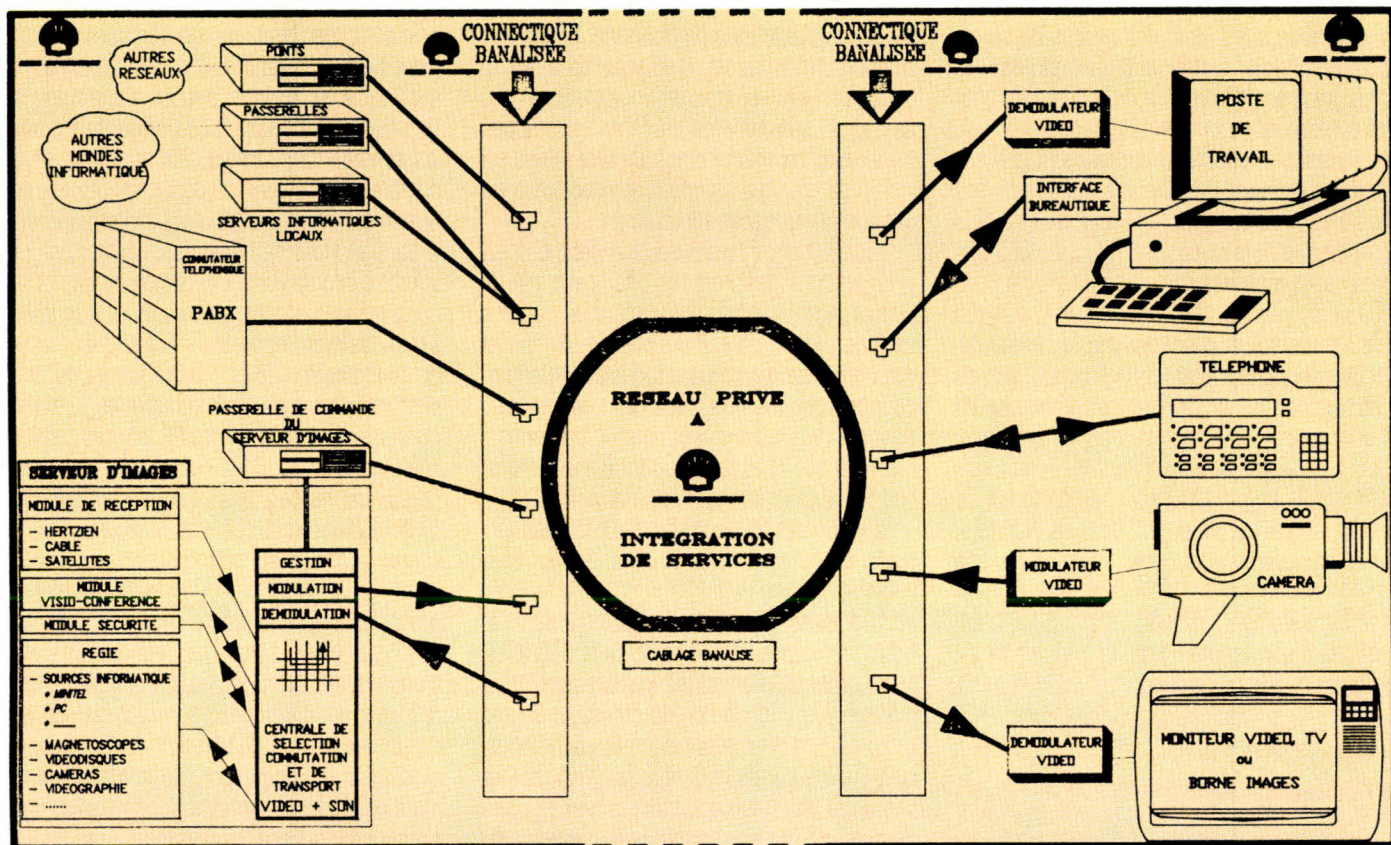 AUTRES
RESEAUX
AUTRES
MONDES
INFORMATIQUE
PONTS
PASSERELLES
SERVEURS INFORMATIQUES
LOCAUX
COMMUTATEUR
TELEPHONIQUE
PABX
PASSERELLE DE COMMANDE
DU
SERVEUR D'IMAGES
SERVEUR D'IMAGES
MODULE DE RECEPTION
- HERTZIEN
- CABLE
- SATELLITES
MODULE
VISIO-CONFERENCE
MODULE SECURITE
REGIE
- SOURCES INFORMATIQUE
* MINITEL
* PC
* ...
- MAGNETOSCOPES
- VIDEODISQUES
- CAMERAS
- VIDEOGRAPHIE
- ......
GESTION
MODULATION
DEMODULATION
CENTRALE DE
SELECTION
COMMUTATION
ET DE
TRANSPORT
VIDEO + SON
CONNECTIQUE
BANALISÉE
RESEAU PRIVE
A
INTEGRATION
DE SERVICES
CABLAGE BANALISE
CONNECTIQUE
BANALISÉE
DEMODULATEUR
VIDEO
POSTE
DE
TRAVAIL
INTERFACE
BUREAUTIQUE
TELEPHONE
MODULATEUR
VIDEO
CAMERA
DEMODULATEUR
VIDEO
MONITEUR VIDEO, TV
ou
BORNE IMAGES